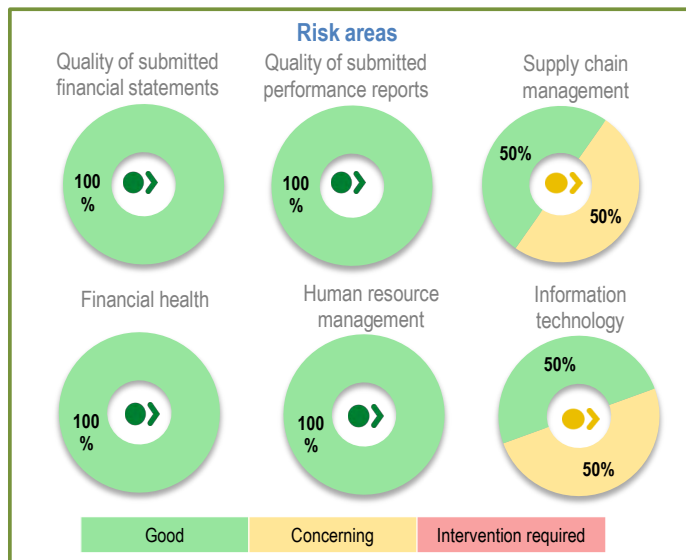 Risk areas
Quality of submitted
financial statements
Quality of submitted
performance reports
Supply chain
management
100
%
100
%
50%
50%
Financial health
Human resource
management
Information
technology
100
%
100
%
50%
50%
Good
Concerning
Intervention required